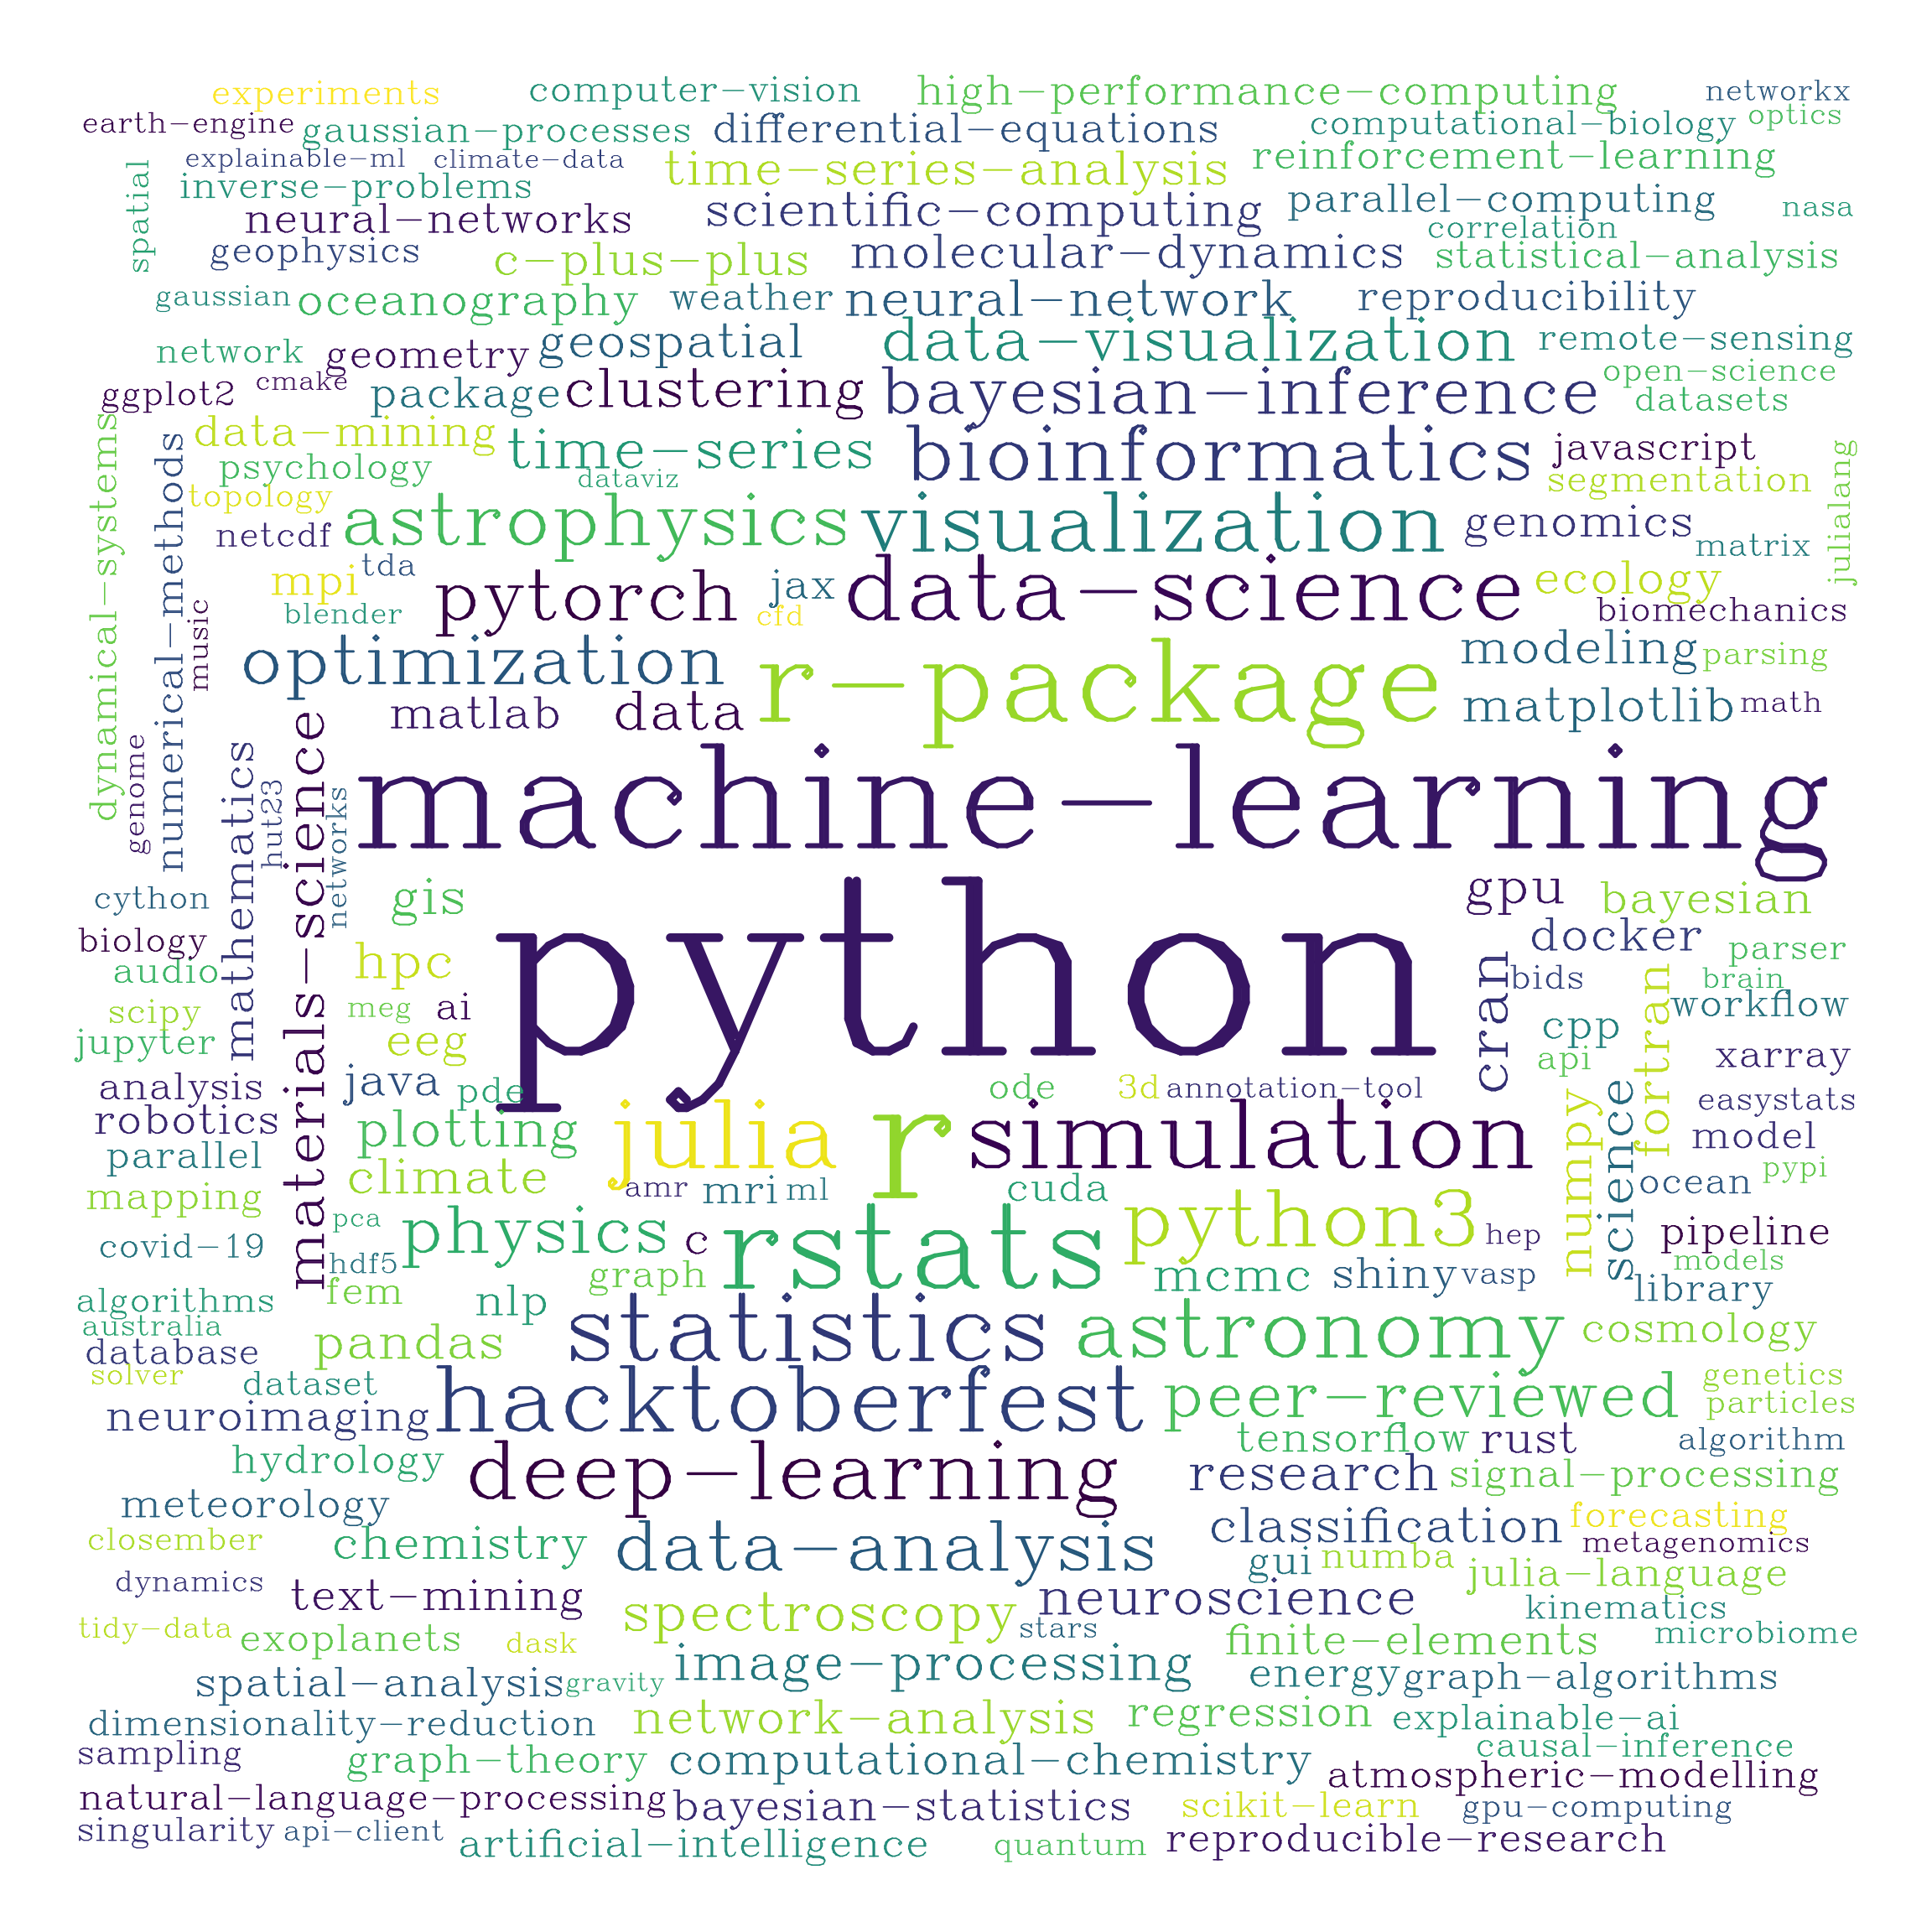 experiments
computer-vision
high-performance-computing
networkx
earth-engine
gaussian-processes
differential-equations
computational-biology
optics
explainable-ml
climate-data
time-series-analysis
reinforcement-learning
spatial
inverse-problems
neural-networks
scientific-computing
parallel-computing
nasa
correlation
geophysics
c-plus-plus
molecular-dynamics
statistical-analysis
gaussian
oceanography
weather
neural-network
reproducibility
network
geometry
geospatial
data-visualization
remote-sensing
ggplot2
cmake
package
clustering
bayesian-inference
open-science
datasets
dynamical-systems
numerical-methods
data-mining
time-series
bioinformatics
javascript
psychology
dataviz
segmentation
julialang
topology
netcdf
astrophysics
visualization
genomics
matrix
mpi
tda
pytorch
jax
data-science
ecology
blender
cfd
biomechanics
music
optimization
r-package
modeling
parsing
matlab
data
matplotlib
math
genome
mathematics
hut23
materials-science
networks
machine-learning
cython
gis
python
gpu
bayesian
biology
hpc
docker
parser
audio
cran
bids
brain
scipy
meg
ai
fortran
workflow
jupyter
eeg
cpp
api
xarray
analysis
java
pde
ode
3d
annotation-tool
numpy
science
easystats
robotics
plotting
julia
r
simulation
model
parallel
climate
pypi
mapping
amr
mri
ml
cuda
ocean
pca
physics
c
rstats
python3
hep
pipeline
covid-19
hdf5
graph
mcmc
shiny
vasp
models
algorithms
fem
nlp
library
australia
database
pandas
statistics
astronomy
cosmology
solver
dataset
hacktoberfest
peer-reviewed
genetics
particles
neuroimaging
tensorflow
rust
algorithm
hydrology
deep-learning
research
signal-processing
meteorology
classification
forecasting
closember
chemistry
data-analysis
gui
numba
metagenomics
dynamics
text-mining
neuroscience
julia-language
tidy-data
exoplanets
dask
spectroscopy
stars
kinematics
finite-elements
microbiome
spatial-analysis
gravity
image-processing
energy
graph-algorithms
dimensionality-reduction
network-analysis
regression
explainable-ai
sampling
graph-theory
computational-chemistry
causal-inference
atmospheric-modelling
natural-language-processing
bayesian-statistics
scikit-learn
gpu-computing
singularity
api-client
artificial-intelligence
quantum
reproducible-research